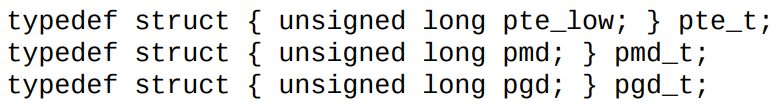 typedef struct { unsigned long pte_low; } pte_t;
typedef struct { unsigned long pmd; } pmd_t;
typedef struct { unsigned long pgd; } pgd_t;